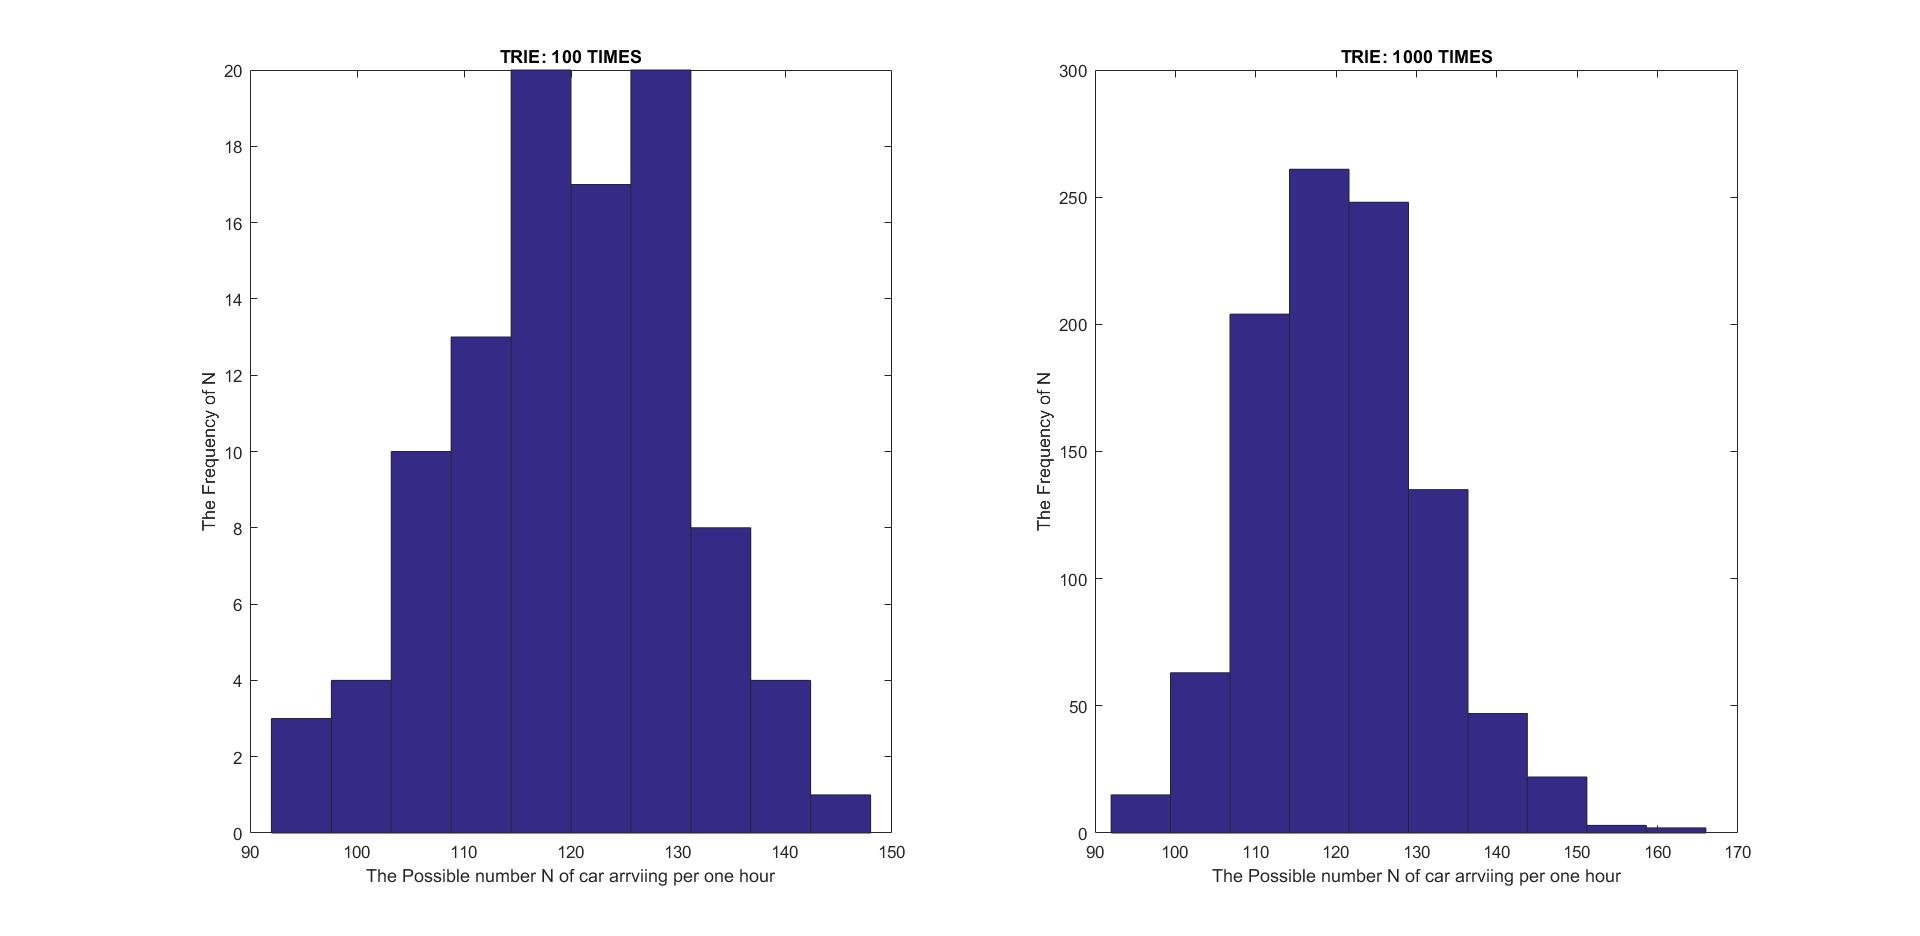 TRIE: 100 TIMES
20
18
16
14
12
10
8
6
4
2
0
The Frequency of N
90 100 110 120 130 140 150
The Possible number N of car arrviing per one hour
TRIE: 1000 TIMES
300
250
200
150
100
50
0
The Frequency of N
90 100 110 120 130 140 150 160 170
The Possible number N of car arrviing per one hour